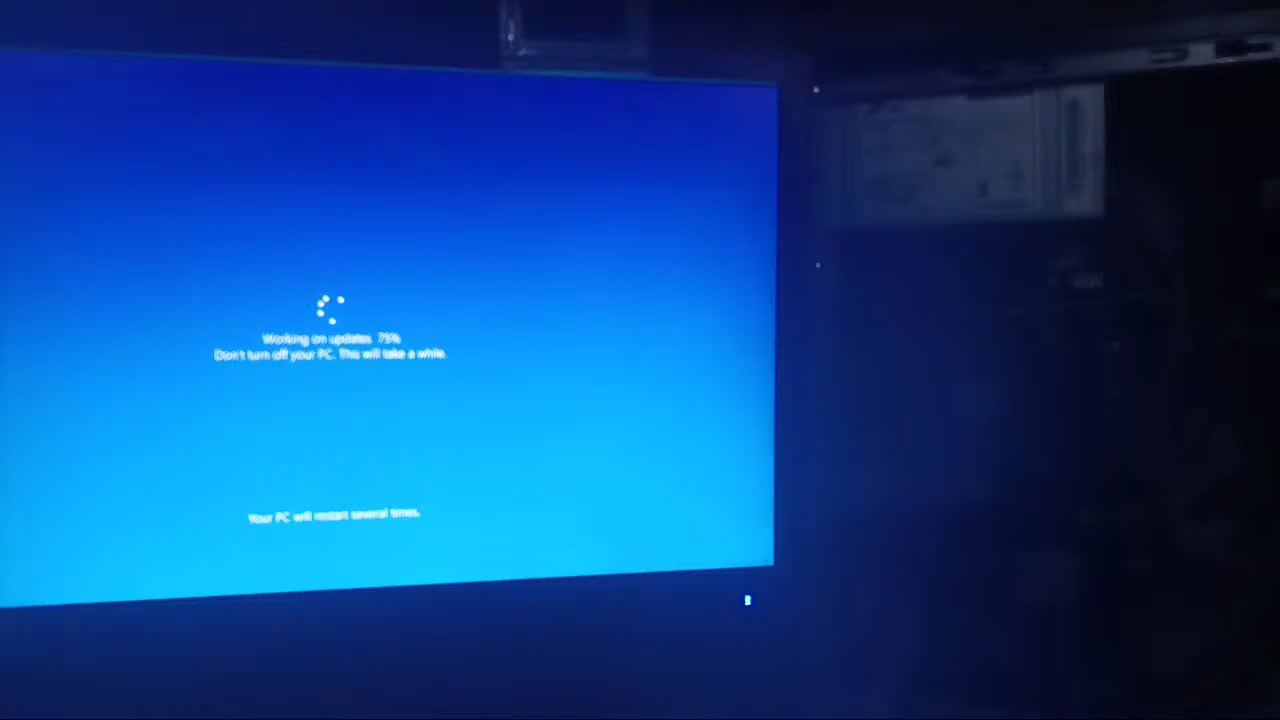 Working on updates 75%
Don't turn off your PC. This will take a while.
Your PC will restart several times.